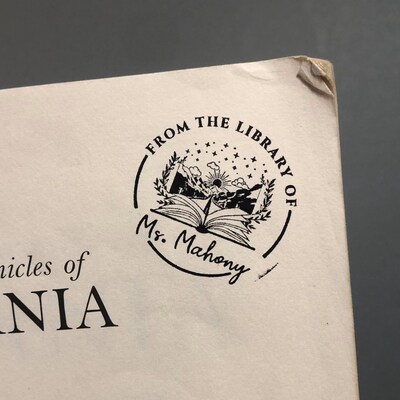 FROM THE LIBRARY OF
Ms. Mahony
nicles of
ANIA